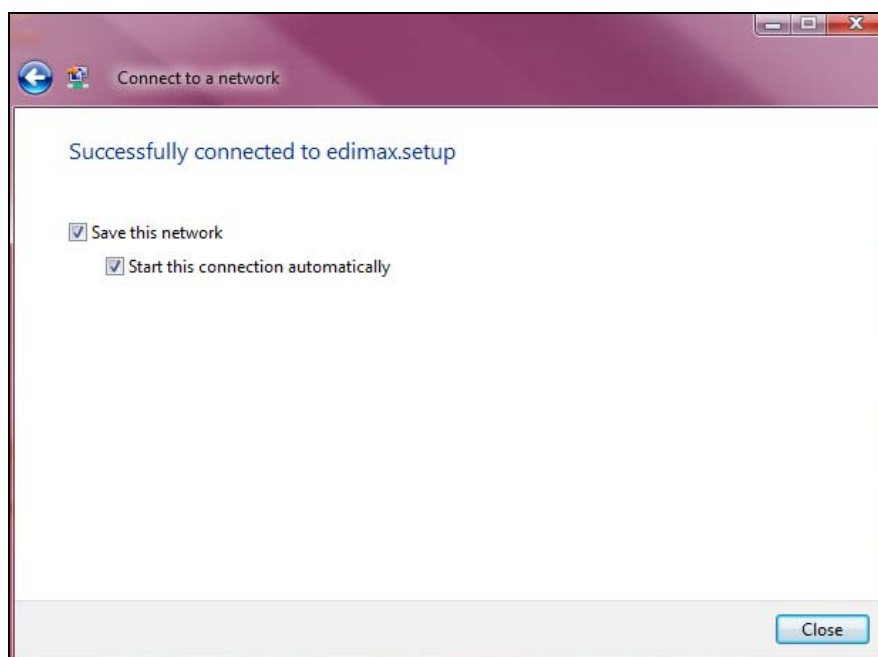 Connect to a network
Successfully connected to edimax.setup
Save this network
Start this connection automatically
Close